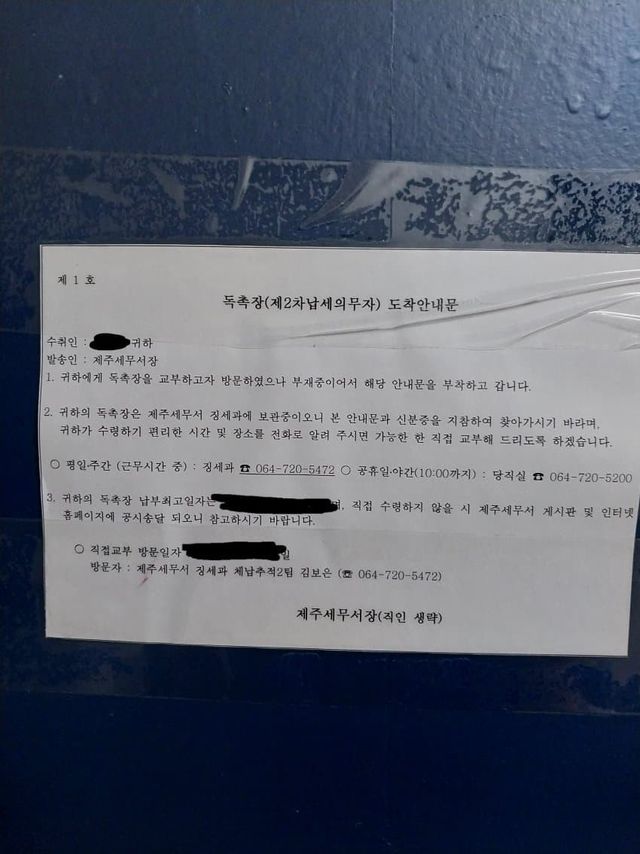 제 1 호
독촉장(제2차납세의무자) 도착안내문
수취인 : 귀하
발송인 : 제주세무서장
1. 귀하에게 독촉장을 교부하고자 방문하였으나 부재중이어서 해당 안내문을 부착하고 갑니다.
2. 귀하의 독촉장은 제주세무서 징세과에 보관중이오니 본 안내문과 신분증을 지참하여 찾아가시기 바라며,
귀하가 수령하기 편리한 시간 및 장소를 전화로 알려 주시면 가능한 한 직접 교부해 드리도록 하겠습니다.
○ 평일·주간 (근무시간 중) : 징세과 ☎ 064-720-5472 ○ 공휴일·야간(10:00까지) : 당직실 ☎ 064-720-5200
3. 귀하의 독촉장 납부최고일자는 며, 직접 수령하지 않을 시 제주세무서 게시판 및 인터넷
홈페이지에 공시송달 되오니 참고하시기 바랍니다.
○ 직접교부 방문일자 일
방문자 : 제주세무서 징세과 체납추적2팀 김보은 (☎ 064-720-5472)
제주세무서장(직인 생략)